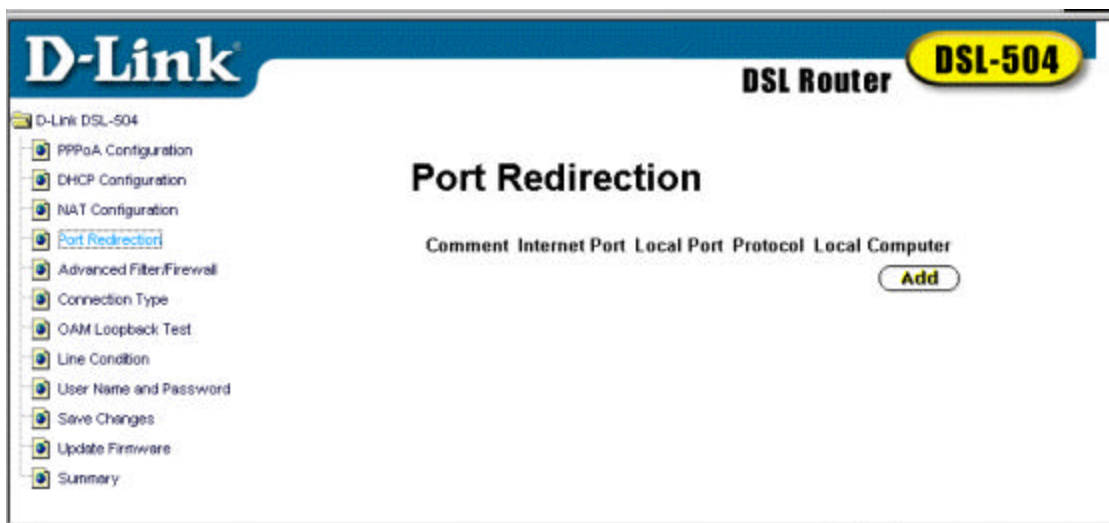 D-Link
DSL Router
DSL-504
D-Link DSL-504
PPPoA Configuration
DHCP Configuration
NAT Configuration
Port Redirection
Advanced Filter/Firewall
Connection Type
OAM Loopback Test
Line Condition
User Name and Password
Save Changes
Update Firmware
Summary
Port Redirection
Comment Internet Port Local Port Protocol Local Computer
Add